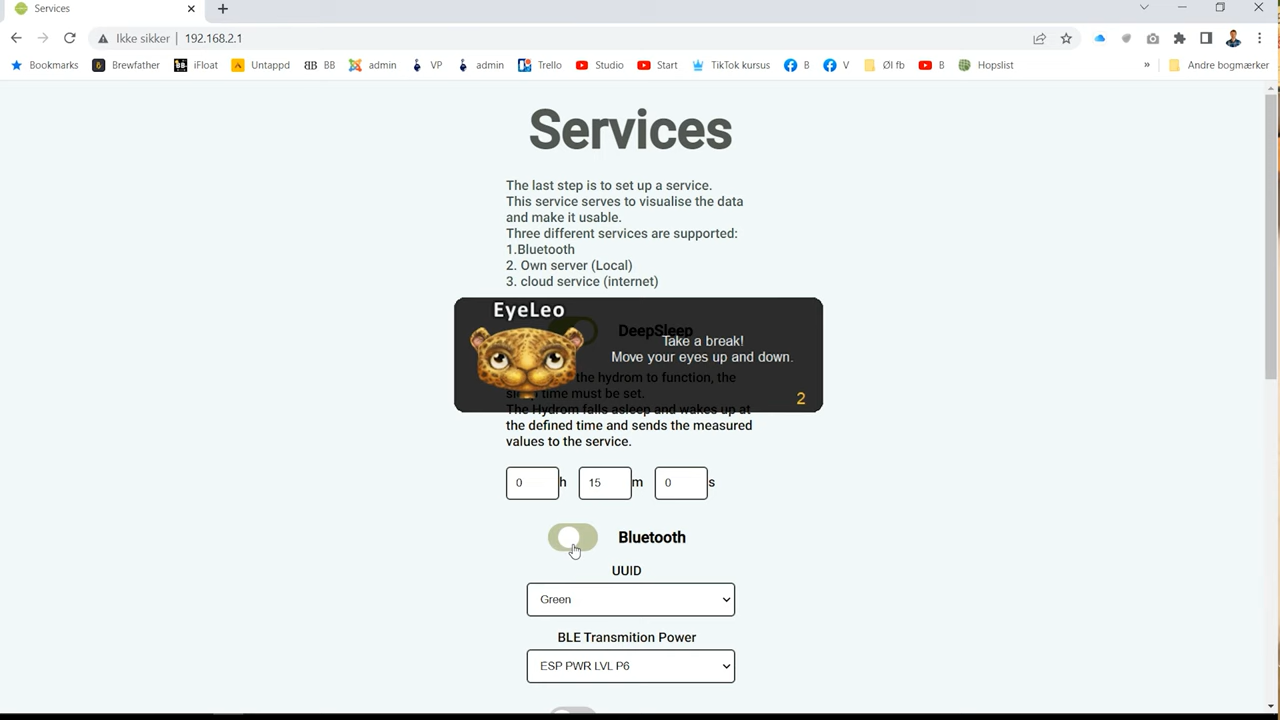 Services
Ikke sikker | 192.168.2.1
Bookmarks Brewfather iFloat Untappd BB BB admin VP admin Trello Studio Start TikTok kursus B V Øl fb B Hopslist » Andre bogmærker
Services
The last step is to set up a service.
This service serves to visualise the data
and make it usable.
Three different services are supported:
1.Bluetooth
2. Own server (Local)
3. cloud service (internet)
EyeLeo
DeepSleep
Take a break!
Move your eyes up and down.
the hydrom to function, the
time must be set.
2
The Hydrom falls asleep and wakes up at
the defined time and sends the measured
values to the service.
0 h 15 m 0 s
Bluetooth
UUID
Green
BLE Transmition Power
ESP PWR LVL P6